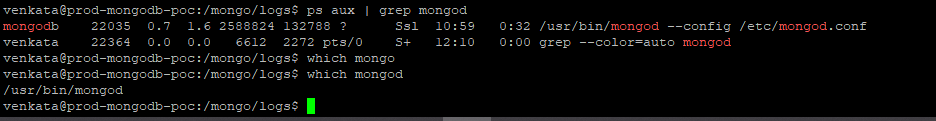 venkata@prod-mongodb-poc:/mongo/logs$ ps aux | grep mongod
mongodb    22035  0.7  1.6 2588824 132788 ?      Ssl  10:59   0:32 /usr/bin/mongod --config /etc/mongod.conf
venkata    22364  0.0  0.0   6612  2272 pts/0    S+   12:10   0:00 grep --color=auto mongod
venkata@prod-mongodb-poc:/mongo/logs$ which mongo
venkata@prod-mongodb-poc:/mongo/logs$ which mongod
/usr/bin/mongod
venkata@prod-mongodb-poc:/mongo/logs$